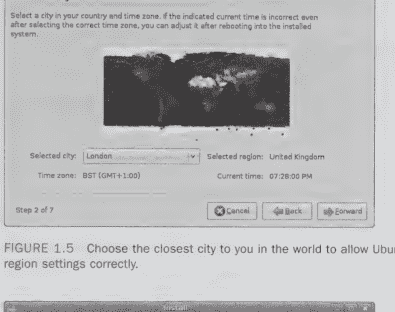 Select a city in your country and time zone. If the indicated current time is incorrect even
after selecting the correct time zone, you can adjust it after rebooting into the installed
system.
Selected city: London Selected region: United Kingdom
Time zone: BST (GMT+1:00) Current time: 07:28:00 PM
Step 2 of 7 Cancel Back Forward
FIGURE 1.5 Choose the closest city to you in the world to allow Ubu
region settings correctly.
Install